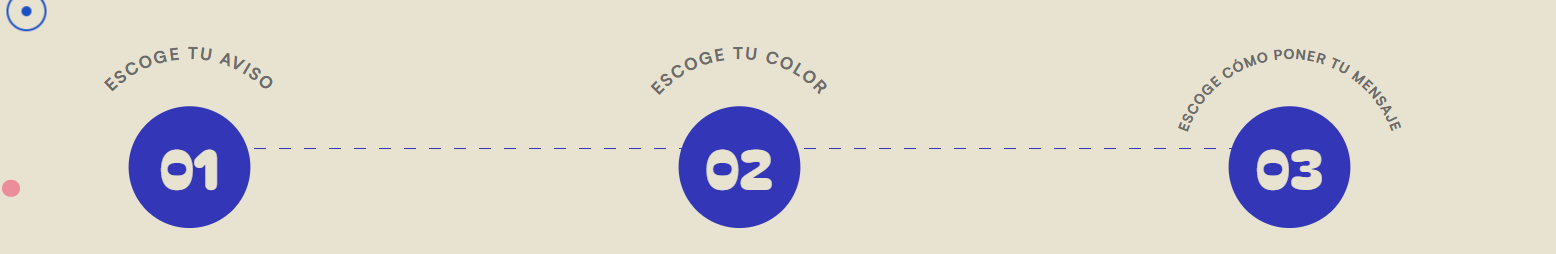 ESCOGE TU AVISO
01
ESCOGE TU COLOR
02
ESCOGE CÓMO PONER TU MENSAJE
03